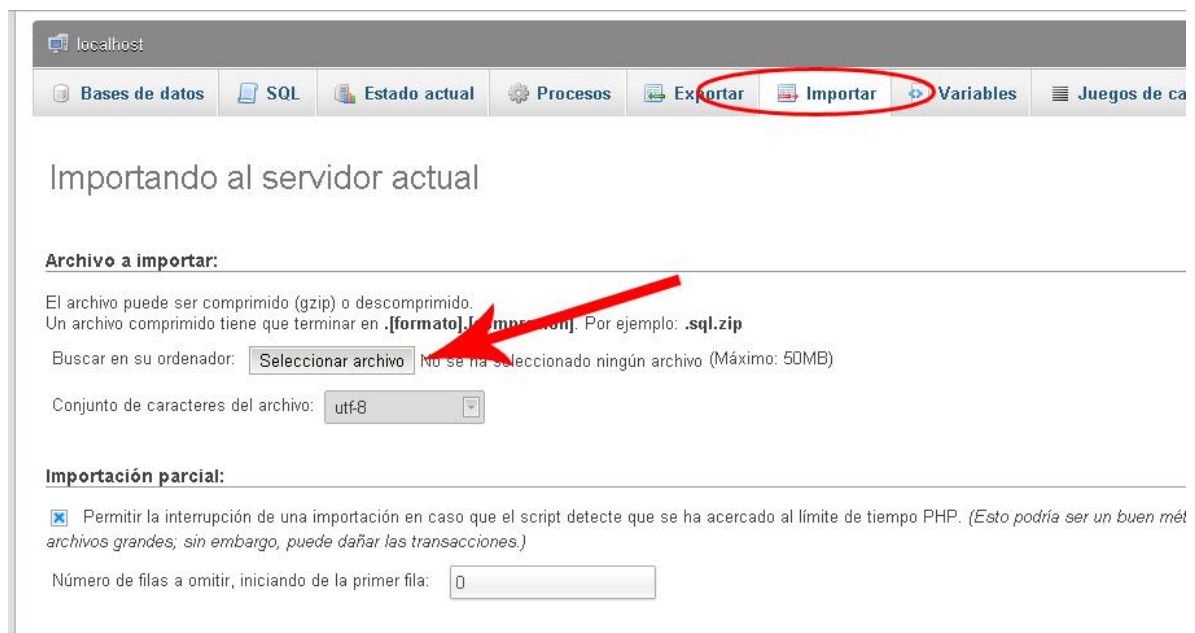 localhost
Bases de datos SQL Estado actual Procesos Exportar Importar Variables Juegos de ca
Importando al servidor actual
Archivo a importar:
El archivo puede ser comprimido (gzip) o descomprimido.
Un archivo comprimido tiene que terminar en .[formato].[compresión]. Por ejemplo: .sql.zip
Buscar en su ordenador: Seleccionar archivo No se ha seleccionado ningún archivo (Máximo: 50MB)
Conjunto de caracteres del archivo: utf-8
Importación parcial:
Permitir la interrupción de una importación en caso que el script detecte que se ha acercado al límite de tiempo PHP. (Esto podría ser un buen mét
archivos grandes; sin embargo, puede dañar las transacciones.)
Número de filas a omitir, iniciando de la primer fila: 0